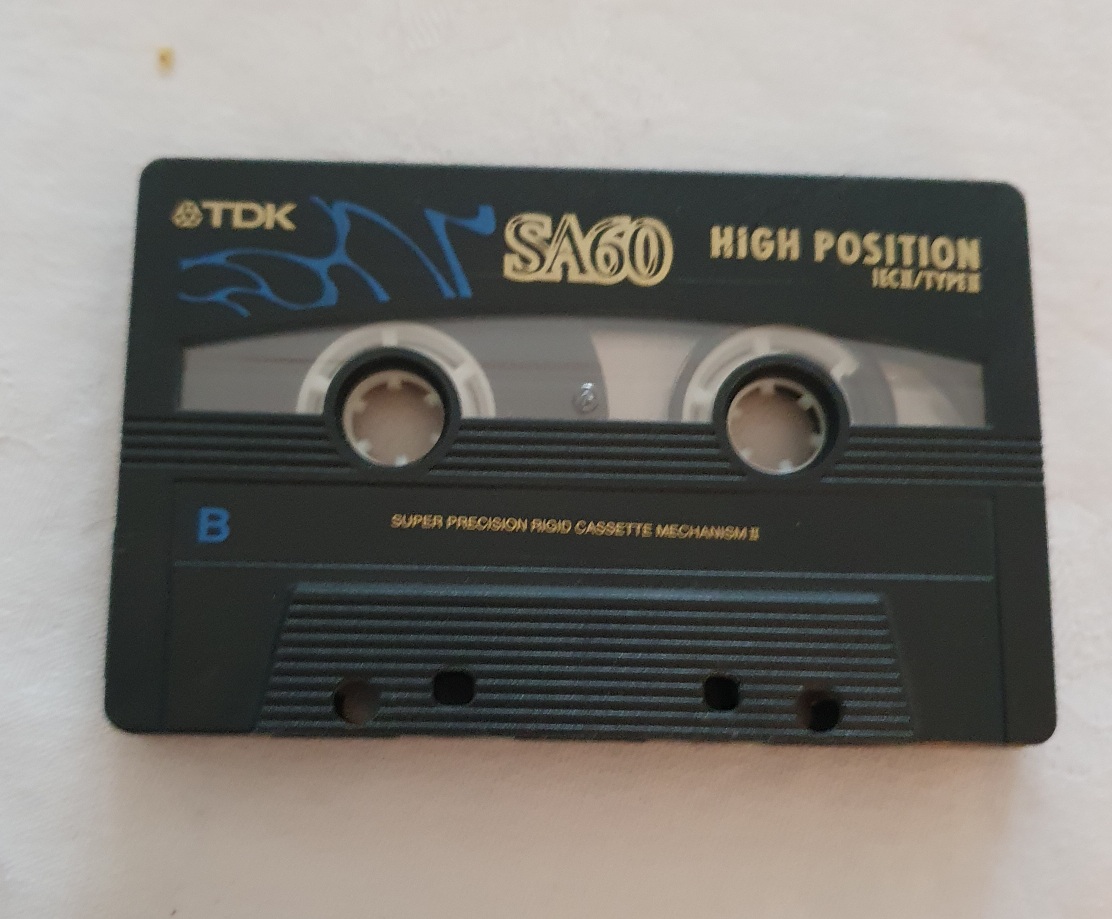 TDK
SA60
HIGH POSITION
IECII/TYPEII
B
SUPER PRECISION RIGID CASSETTE MECHANISM II